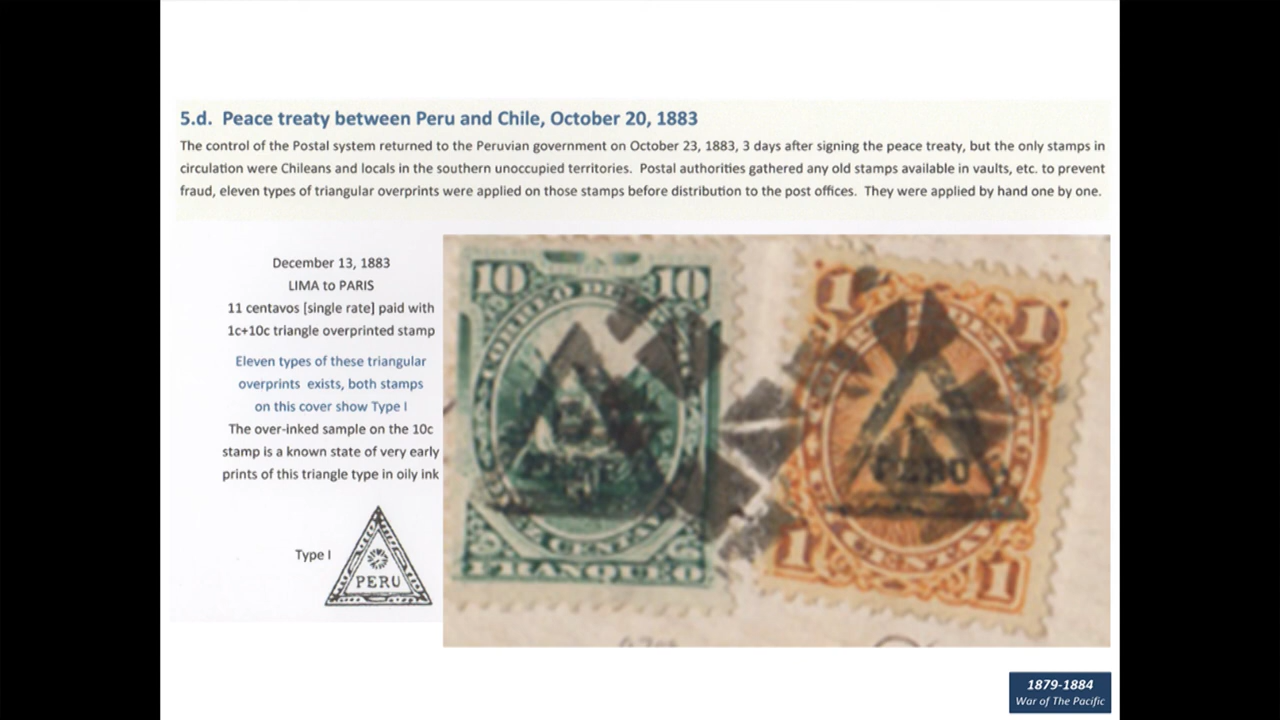 5.d. Peace treaty between Peru and Chile, October 20, 1883
The control of the Postal system returned to the Peruvian government on October 23, 1883, 3 days after signing the peace treaty, but the only stamps in
circulation were Chileans and locals in the southern unoccupied territories. Postal authorities gathered any old stamps available in vaults, etc. to prevent
fraud, eleven types of triangular overprints were applied on those stamps before distribution to the post offices. They were applied by hand one by one.
December 13, 1883
LIMA to PARIS
11 centavos [single rate] paid with
1c+10c triangle overprinted stamp
Eleven types of these triangular
overprints exists, both stamps
on this cover show Type I
The over-inked sample on the 10c
stamp is a known state of very early
prints of this triangle type in oily ink
Type I
PERU
10 10
CORREO DEL
FRANQUEO
1 1
PERU
1 1
1879-1884
War of The Pacific